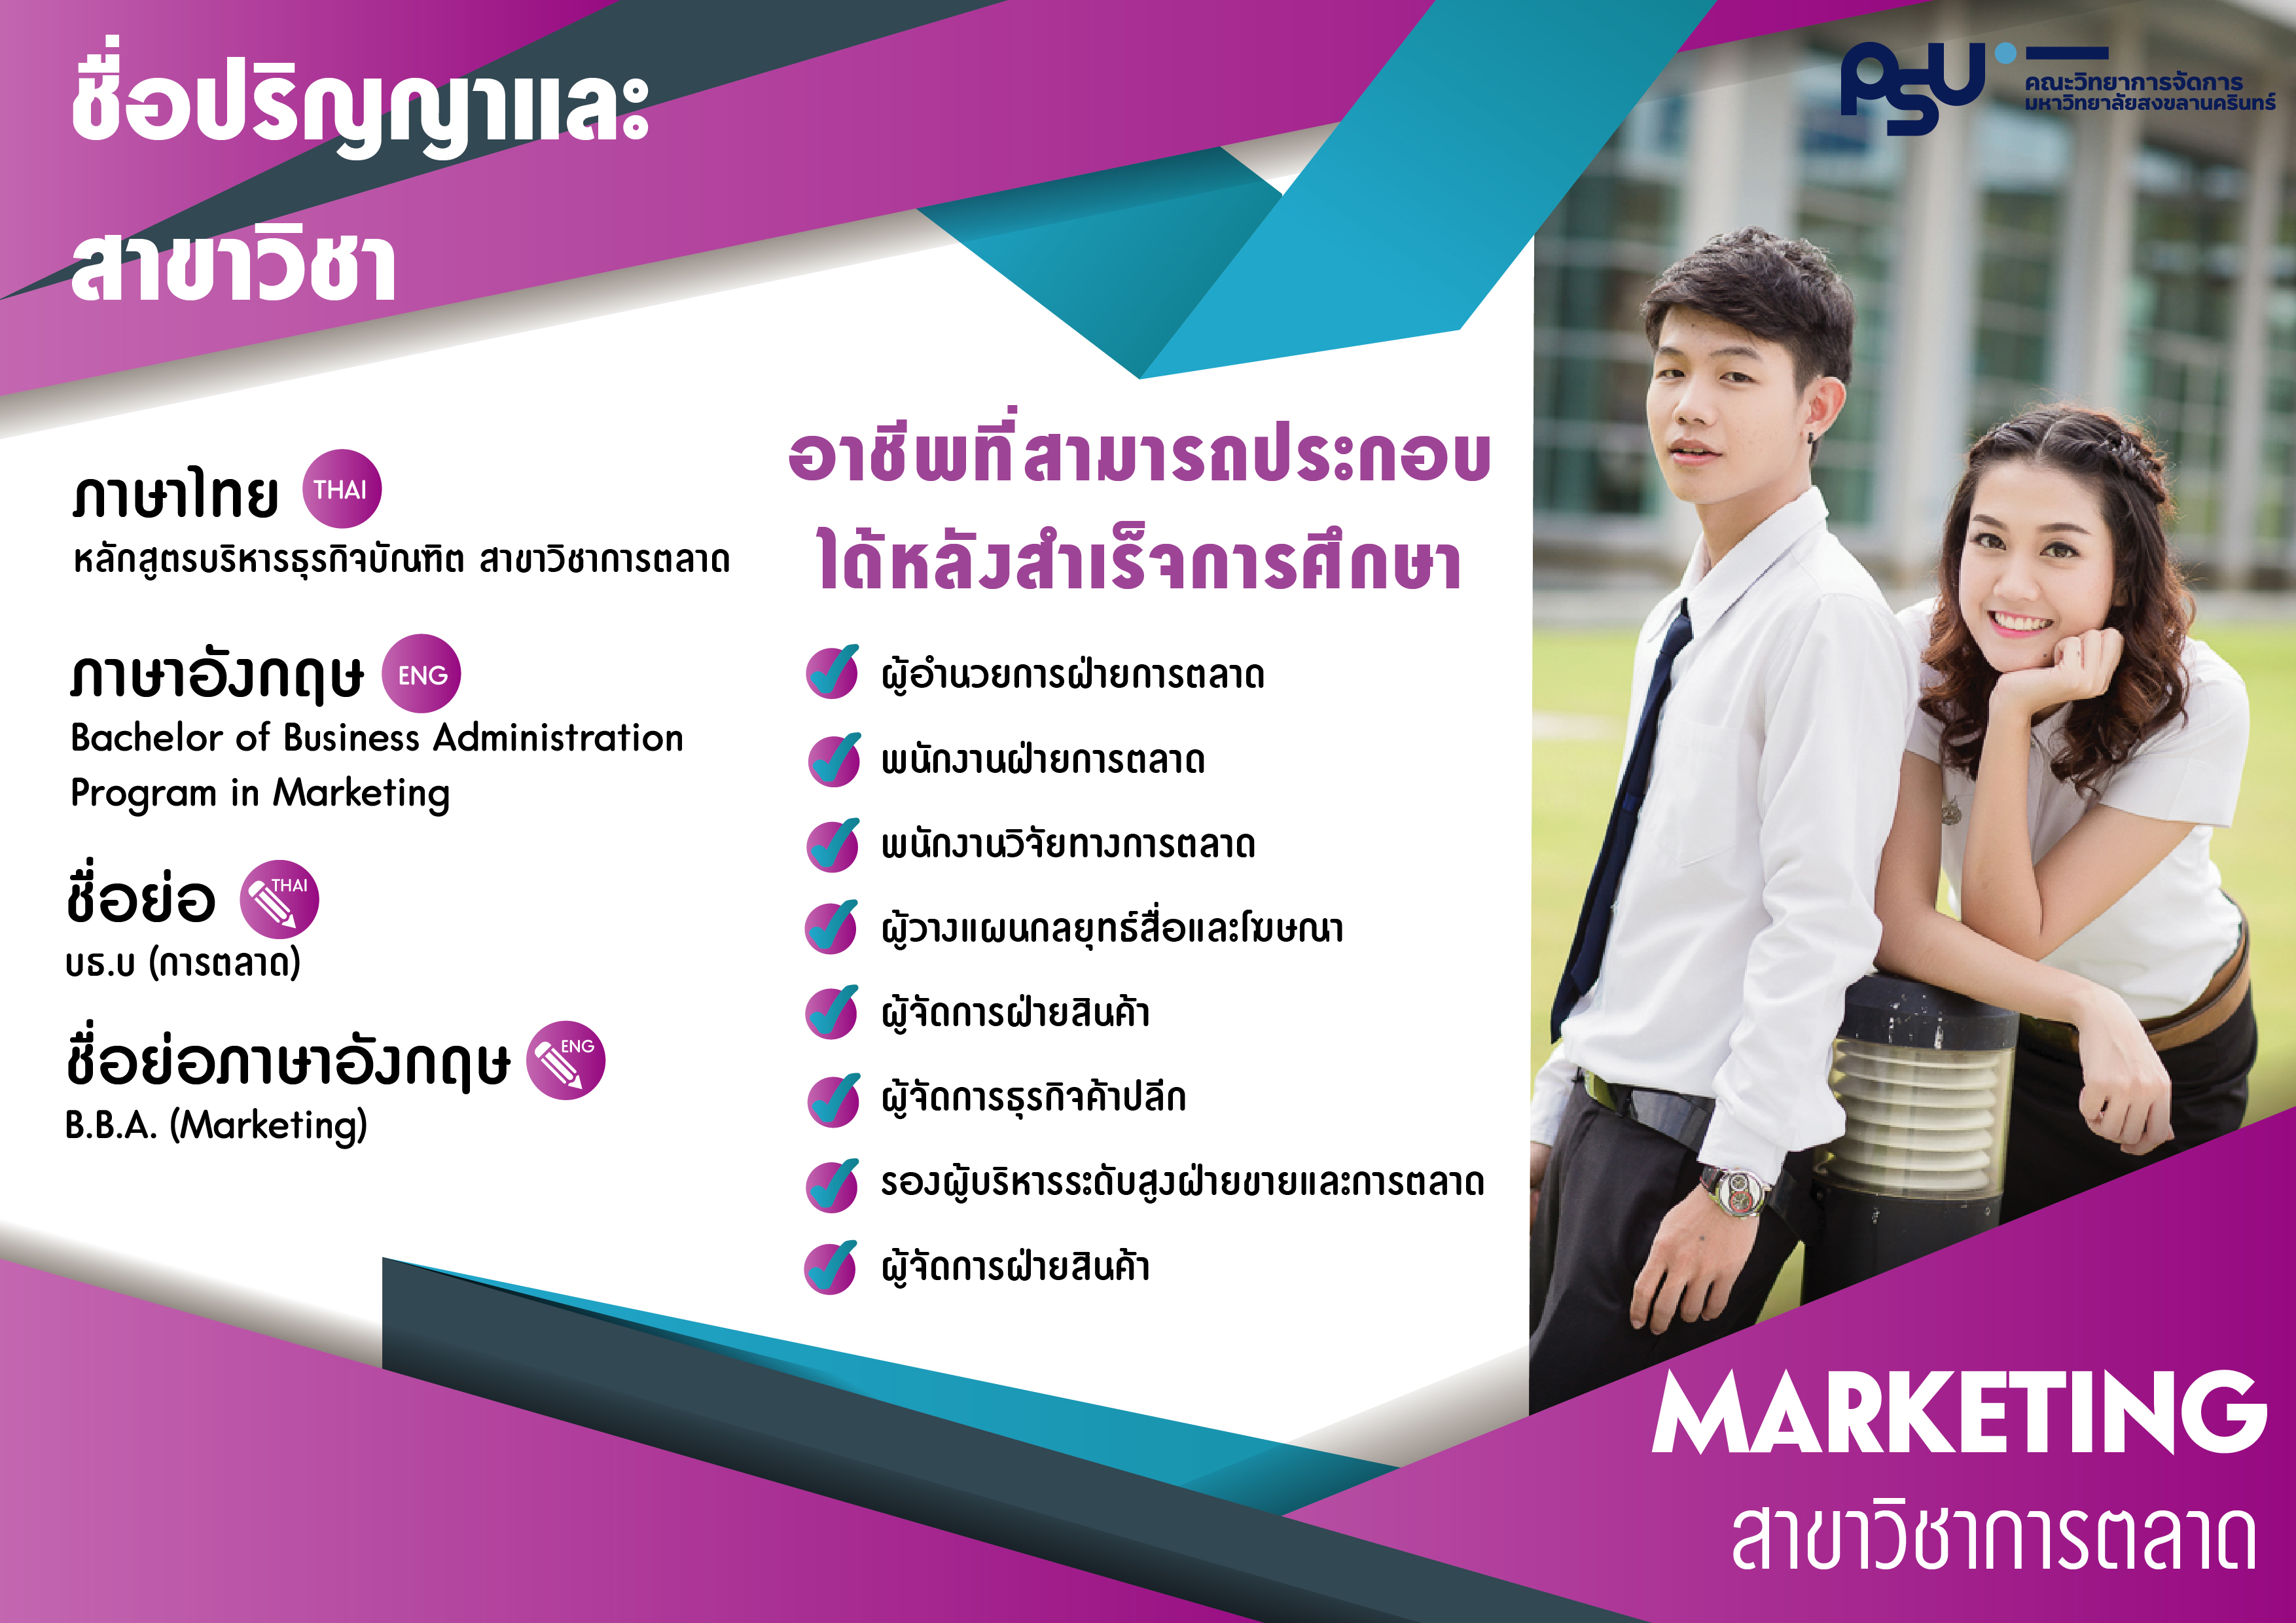 ชื่อปริญญาและ
สาขาวิชา
PSU
คณะวิทยาการจัดการ
มหาวิทยาลัยสงขลานครินทร์
ภาษาไทย THAI
หลักสูตรบริหารธุรกิจบัณฑิต สาขาวิชาการตลาด
ภาษาอังกฤษ ENG
Bachelor of Business Administration
Program in Marketing
ชื่อย่อ THAI
บธ.บ (การตลาด)
ชื่อย่อภาษาอังกฤษ ENG
B.B.A. (Marketing)
อาชีพที่สามารถประกอบ
ได้หลังสำเร็จการศึกษา
ผู้อำนวยการฝ่ายการตลาด
พนักงานฝ่ายการตลาด
พนักงานวิจัยทางการตลาด
ผู้วางแผนกลยุทธ์สื่อและโฆษณา
ผู้จัดการฝ่ายสินค้า
ผู้จัดการธุรกิจค้าปลีก
รองผู้บริหารระดับสูงฝ่ายขายและการตลาด
ผู้จัดการฝ่ายสินค้า
MARKETING
สาขาวิชาการตลาด